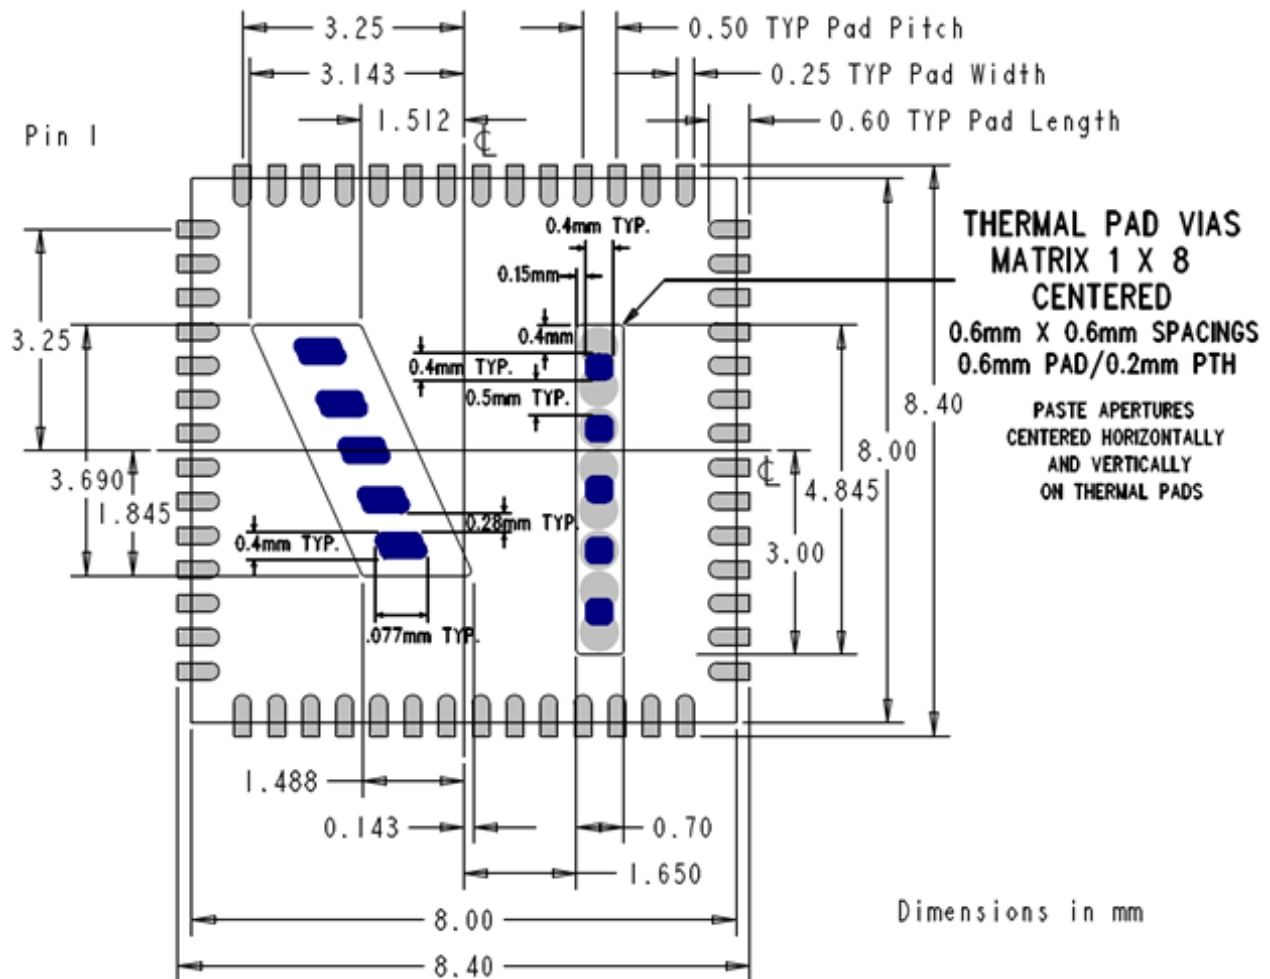 3.25
0.50 TYP Pad Pitch
3.143
0.25 TYP Pad Width
1.512
0.60 TYP Pad Length
Pin 1
℄
0.4mm TYP.
0.15mm
THERMAL PAD VIAS
MATRIX 1 X 8
CENTERED
0.6mm X 0.6mm SPACINGS
0.6mm PAD/0.2mm PTH
3.25
0.4mm
0.4mm TYP.
0.5mm TYP.
8.40
PASTE APERTURES
CENTERED HORIZONTALLY
AND VERTICALLY
ON THERMAL PADS
8.00
℄
3.690
4.845
1.845
0.28mm TYP.
0.4mm TYP.
3.00
.077mm TYP.
1.488
0.143
0.70
1.650
8.00
Dimensions in mm
8.40